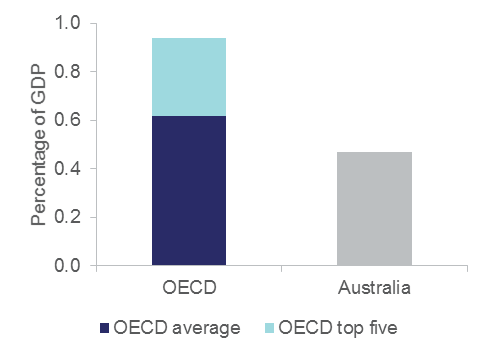 Percentage of GDP
1.0
0.8
0.6
0.4
0.2
0.0
OECD
Australia
OECD average
OECD top five